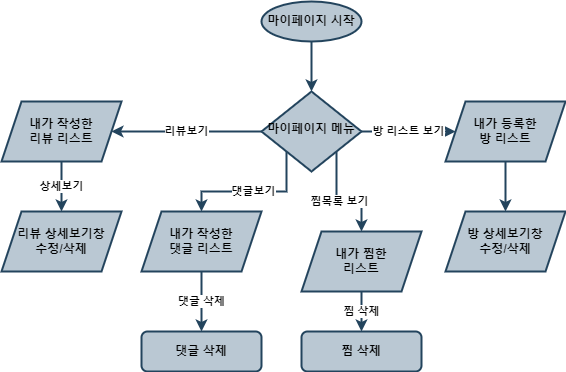 마이페이지 시작
내가 작성한
리뷰 리스트
리뷰보기
마이페이지 메뉴
방 리스트 보기
내가 등록한
방 리스트
상세보기
댓글보기
찜목록 보기
리뷰 상세보기창
수정/삭제
내가 작성한
댓글 리스트
내가 찜한
리스트
방 상세보기창
수정/삭제
댓글 삭제
찜 삭제
댓글 삭제
찜 삭제